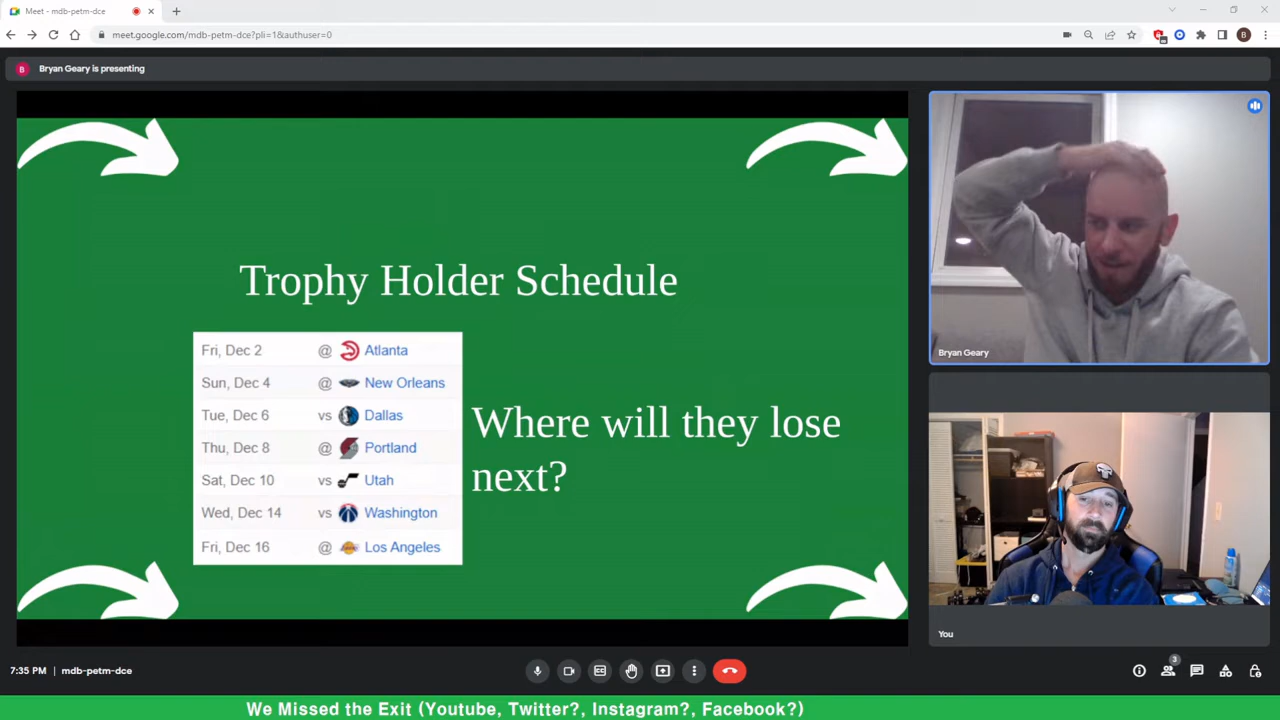 Meet - mdb-petm-dce
meet.google.com/mdb-petm-dce?pli=1&authuser=0
B
B
Bryan Geary is presenting
Trophy Holder Schedule
Fri, Dec 2 @ Atlanta
Sun, Dec 4 @ New Orleans
Tue, Dec 6 vs Dallas
Thu, Dec 8 @ Portland
Sat, Dec 10 vs Utah
Wed, Dec 14 vs Washington
Fri, Dec 16 @ Los Angeles
Where will they lose
next?
Bryan Geary
You
7:35 PM | mdb-petm-dce
3
We Missed the Exit (Youtube, Twitter?, Instagram?, Facebook?)